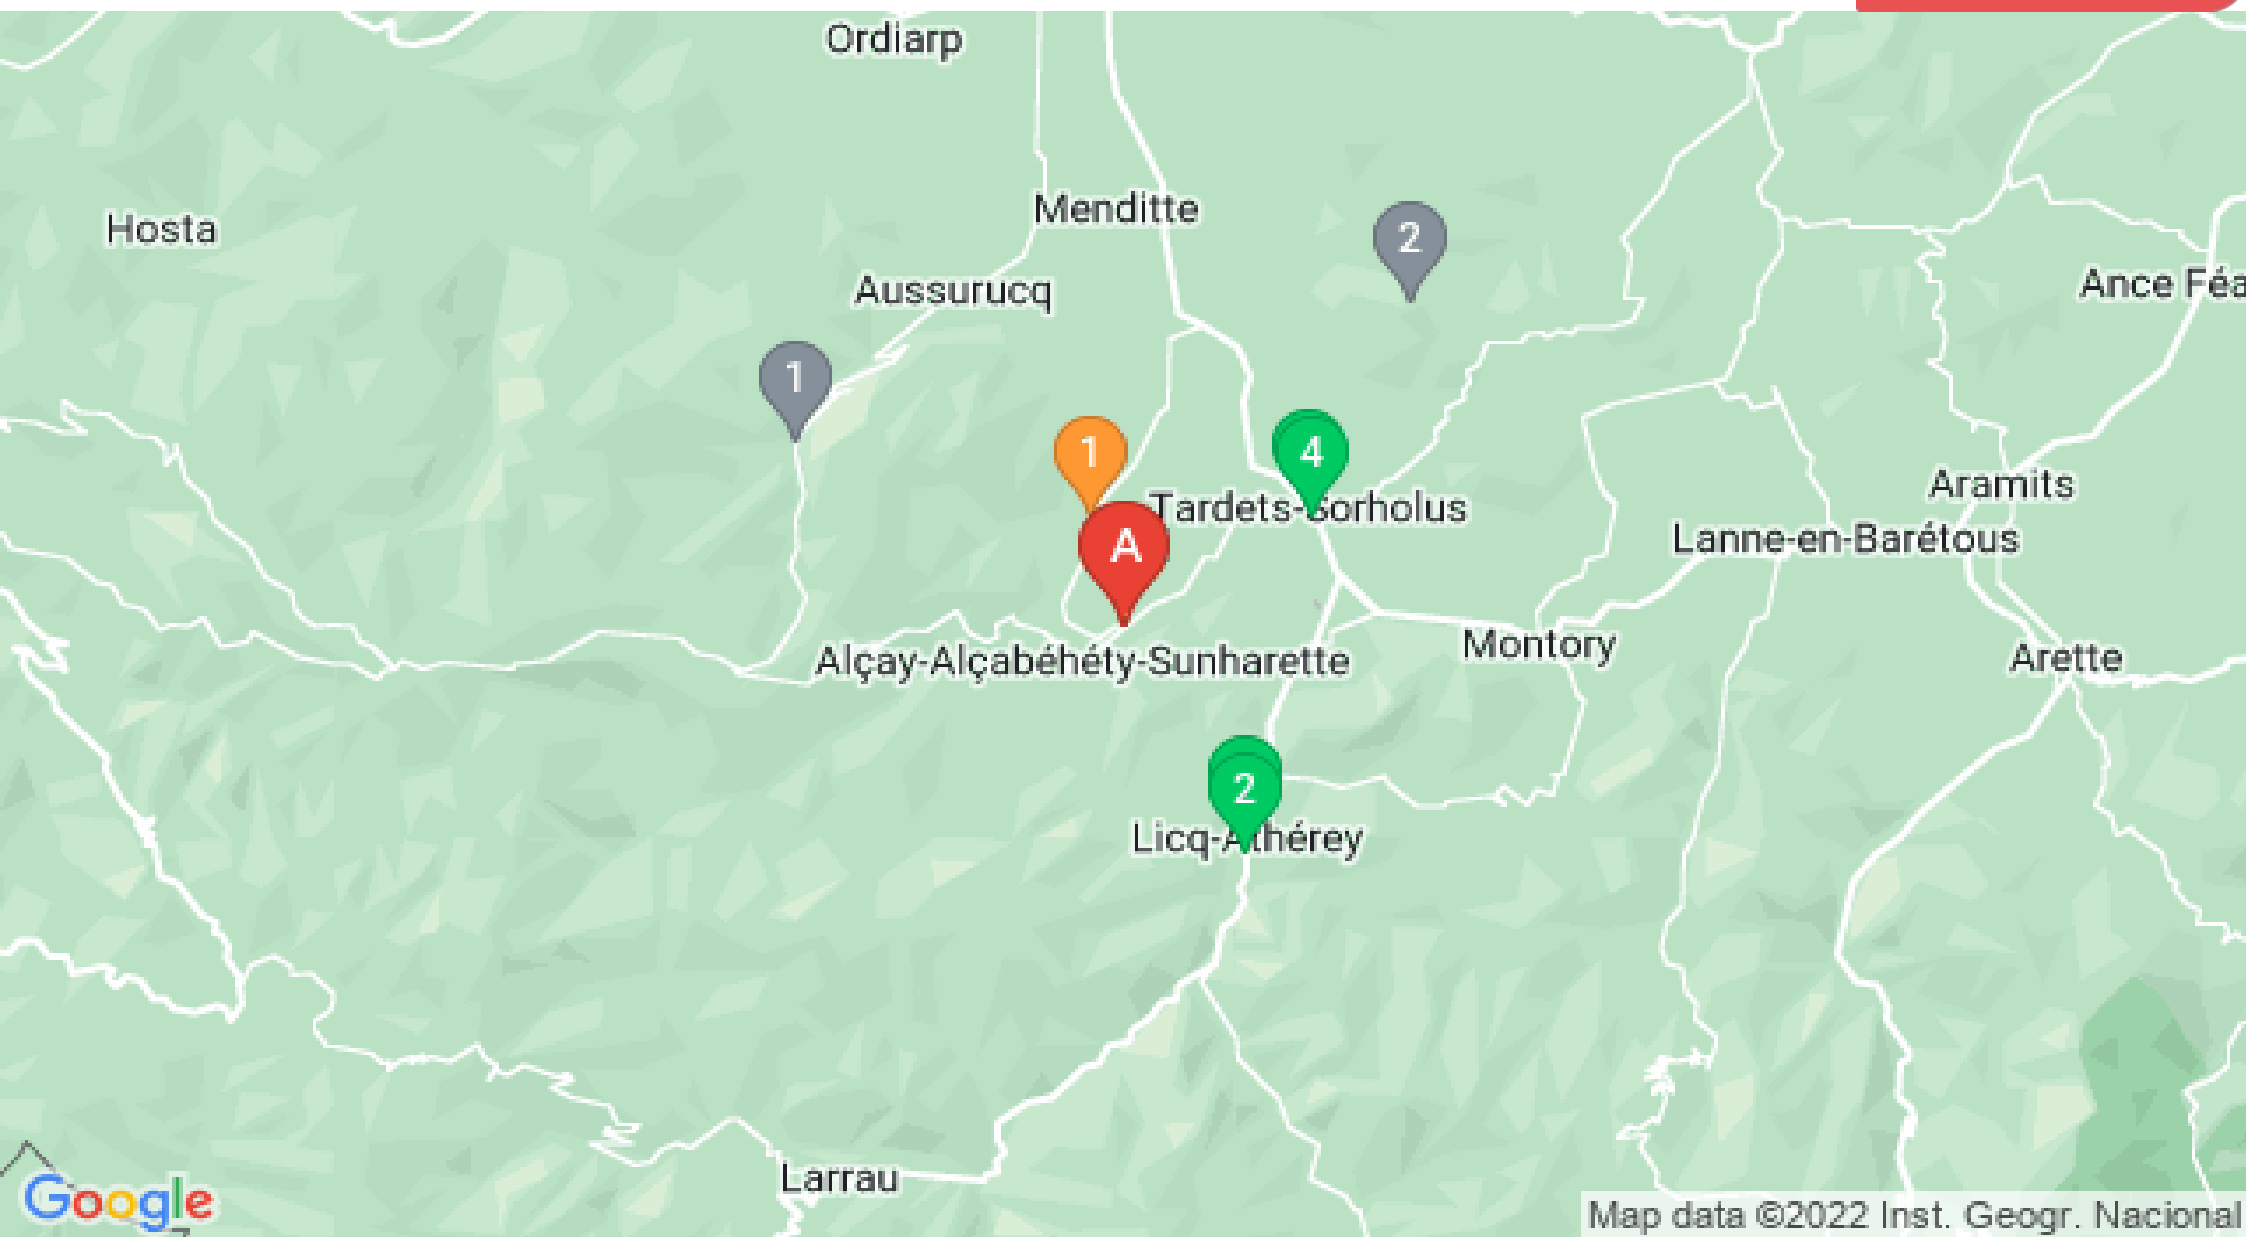 Ordiarp
Menditte
Hosta
2
Ance Féa
Aussurucq
1
1
4
Aramits
Tardets-Sorholus
Lanne-en-Barétous
A
Montory
Arette
Alçay-Alçabéhéty-Sunharette
2
Licq-Athérey
Larrau
Google
Map data ©2022 Inst. Geogr. Nacional